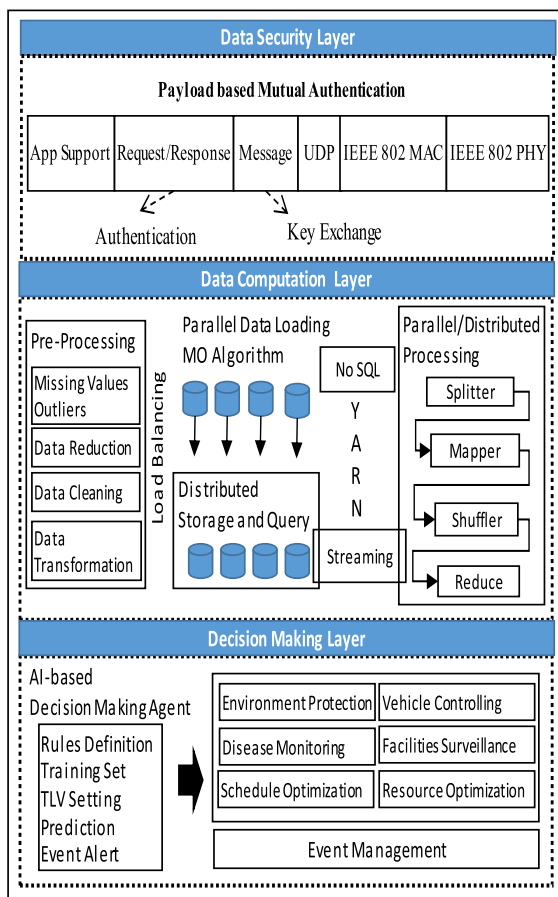 Data Security Layer
Payload based Mutual Authentication
App Support
Request/Response
Message
UDP
IEEE 802 MAC
IEEE 802 PHY
Authentication
Key Exchange
Data Computation Layer
Pre-Processing
Missing Values
Outliers
Data Reduction
Data Cleaning
Data
Transformation
Load Balancing
Parallel Data Loading
MO Algorithm
Distributed
Storage and Query
No SQL
Y
A
R
N
Streaming
Parallel/Distributed
Processing
Splitter
Mapper
Shuffler
Reduce
Decision Making Layer
AI-based
Decision Making Agent
Rules Definition
Training Set
TLV Setting
Prediction
Event Alert
Environment Protection
Vehicle Controlling
Disease Monitoring
Facilities Surveillance
Schedule Optimization
Resource Optimization
Event Management